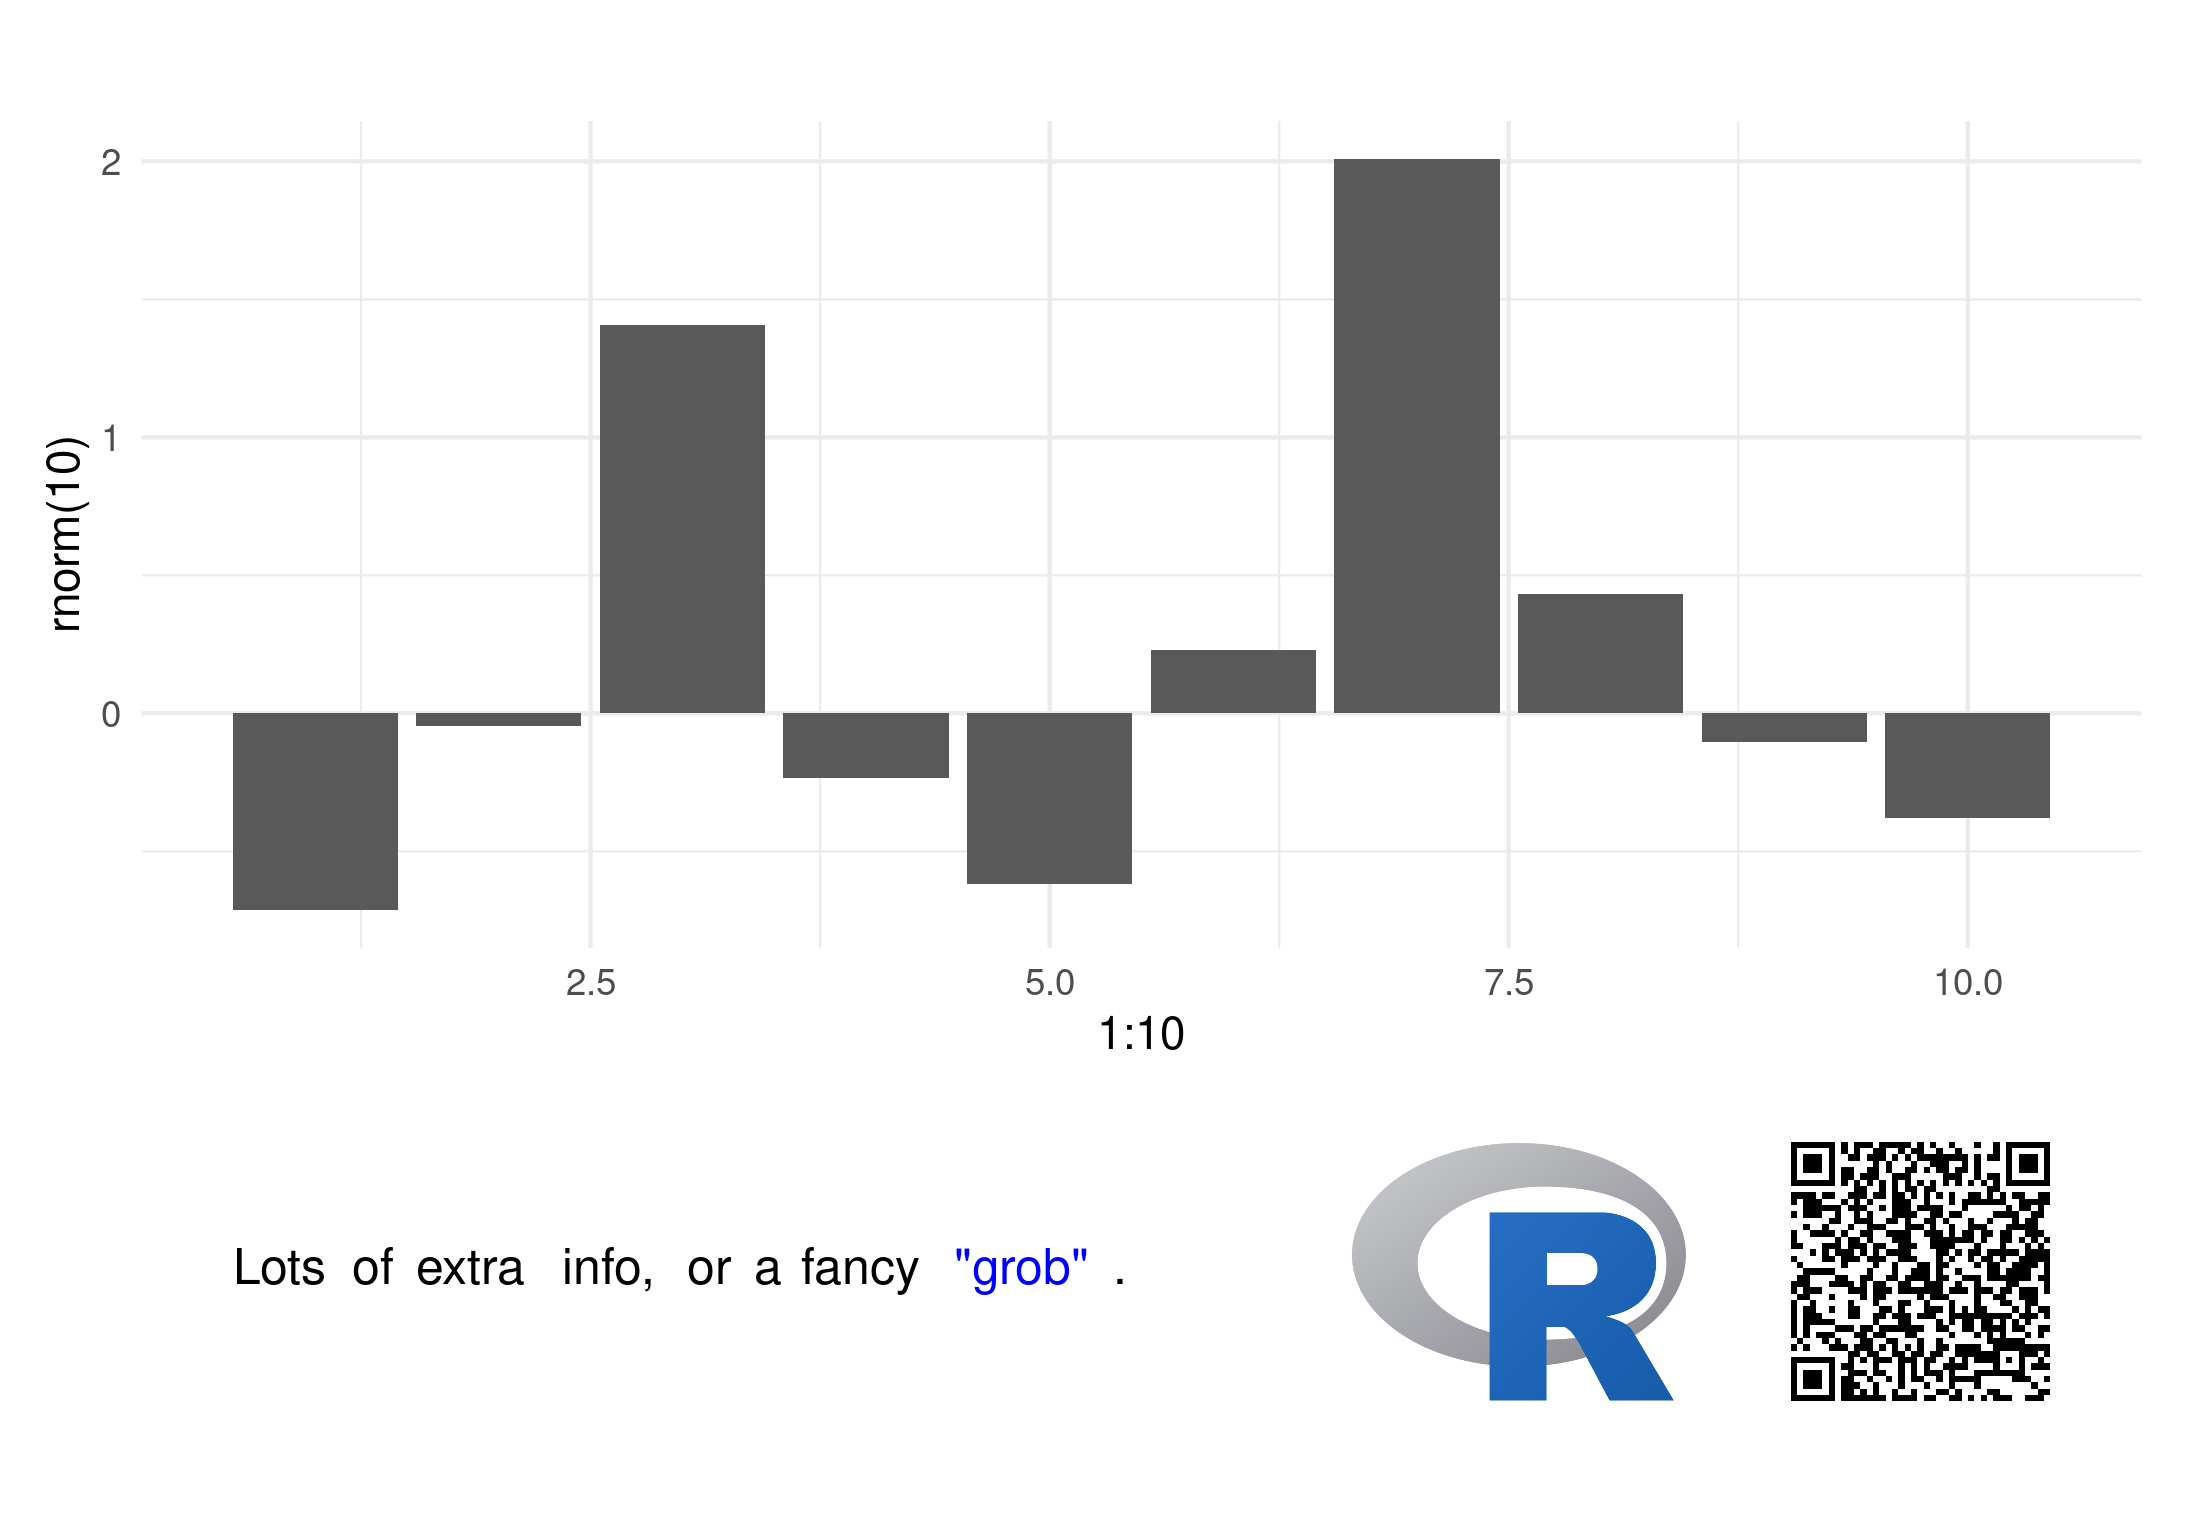 2
1
0
rnorm(10)
2.5 5.0 7.5 10.0
1:10
Lots of extra info, or a fancy "grob" .
R